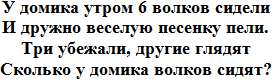 У домика утром 6 волков сидели
И дружно веселую песенку пели.
Три убежали, другие глядят
Сколько у домика волков сидят?